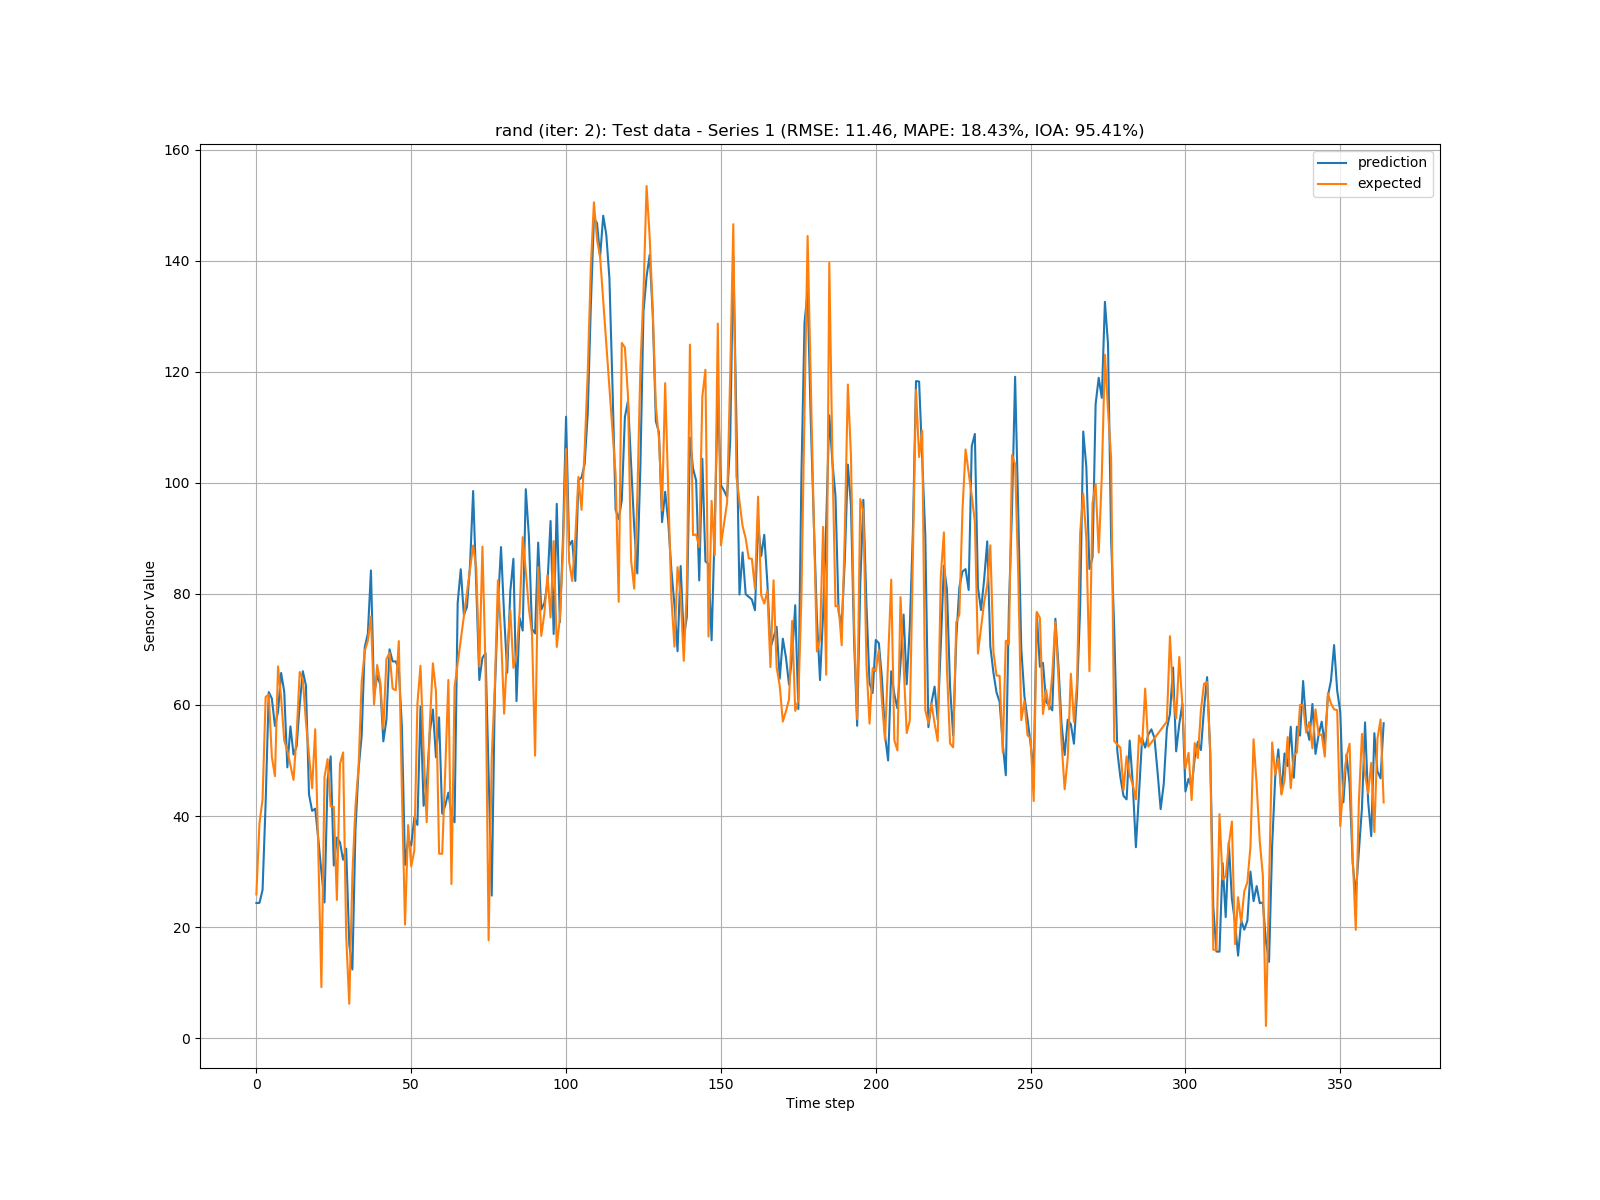 rand (iter: 2): Test data - Series 1 (RMSE: 11.46, MAPE: 18.43%, IOA: 95.41%)
prediction
expected
160
140
120
100
80
60
40
20
0
Sensor Value
0 50 100 150 200 250 300 350
Time step